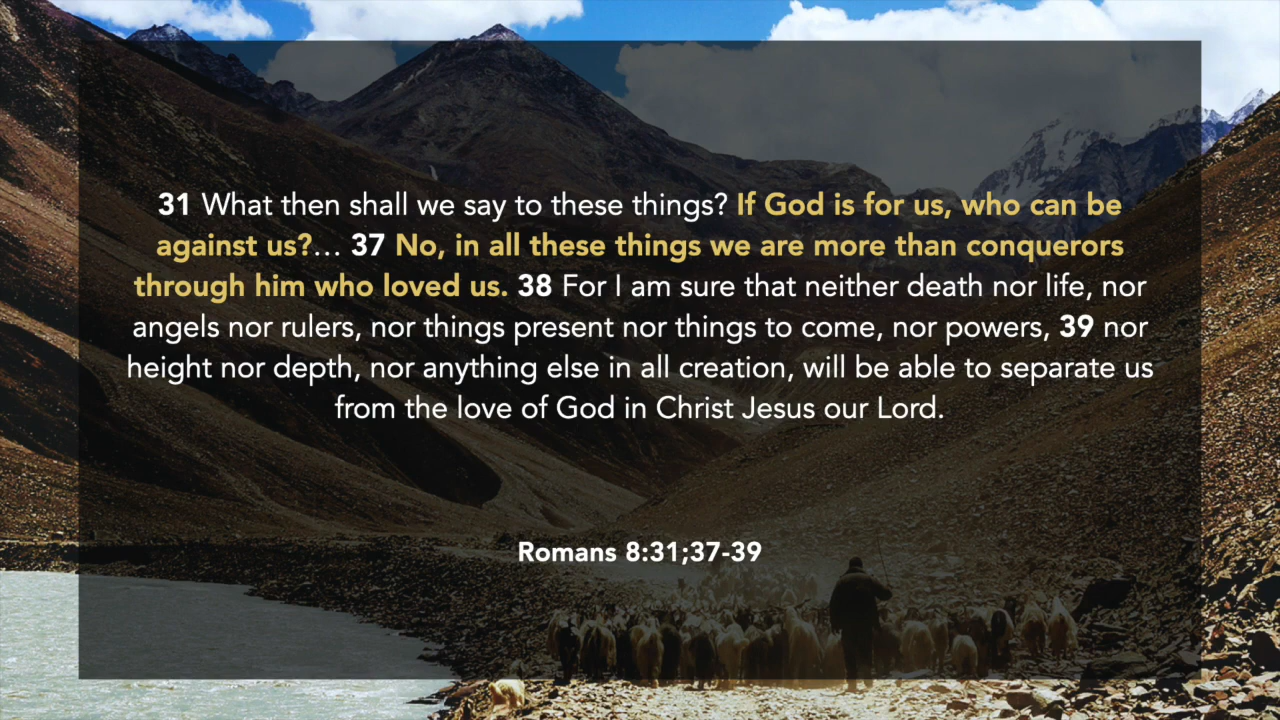 31 What then shall we say to these things? If God is for us, who can be
against us?… 37 No, in all these things we are more than conquerors
through him who loved us. 38 For I am sure that neither death nor life, nor
angels nor rulers, nor things present nor things to come, nor powers, 39 nor
height nor depth, nor anything else in all creation, will be able to separate us
from the love of God in Christ Jesus our Lord.
Romans 8:31;37-39